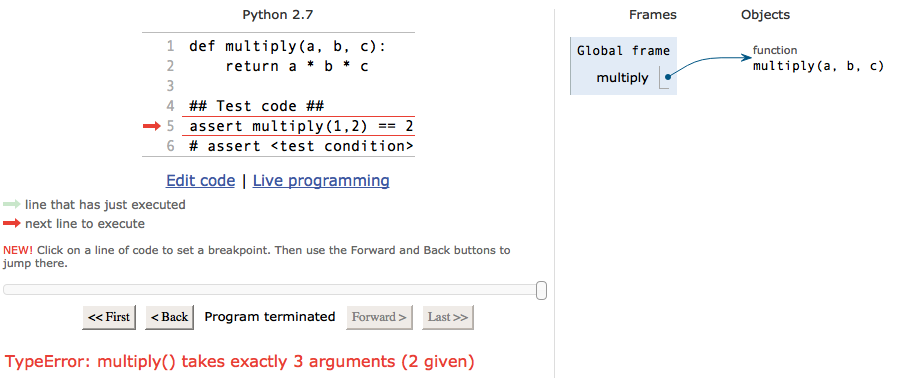 Python 2.7
1 def multiply(a, b, c):
2     return a * b * c
3
4 ## Test code ##
5 assert multiply(1,2) == 2
6 # assert <test condition>
Edit code | Live programming
line that has just executed
next line to execute
NEW! Click on a line of code to set a breakpoint. Then use the Forward and Back buttons to
jump there.
<< First < Back Program terminated Forward > Last >>
TypeError: multiply() takes exactly 3 arguments (2 given)
Frames Objects
Global frame
multiply
function
multiply(a, b, c)